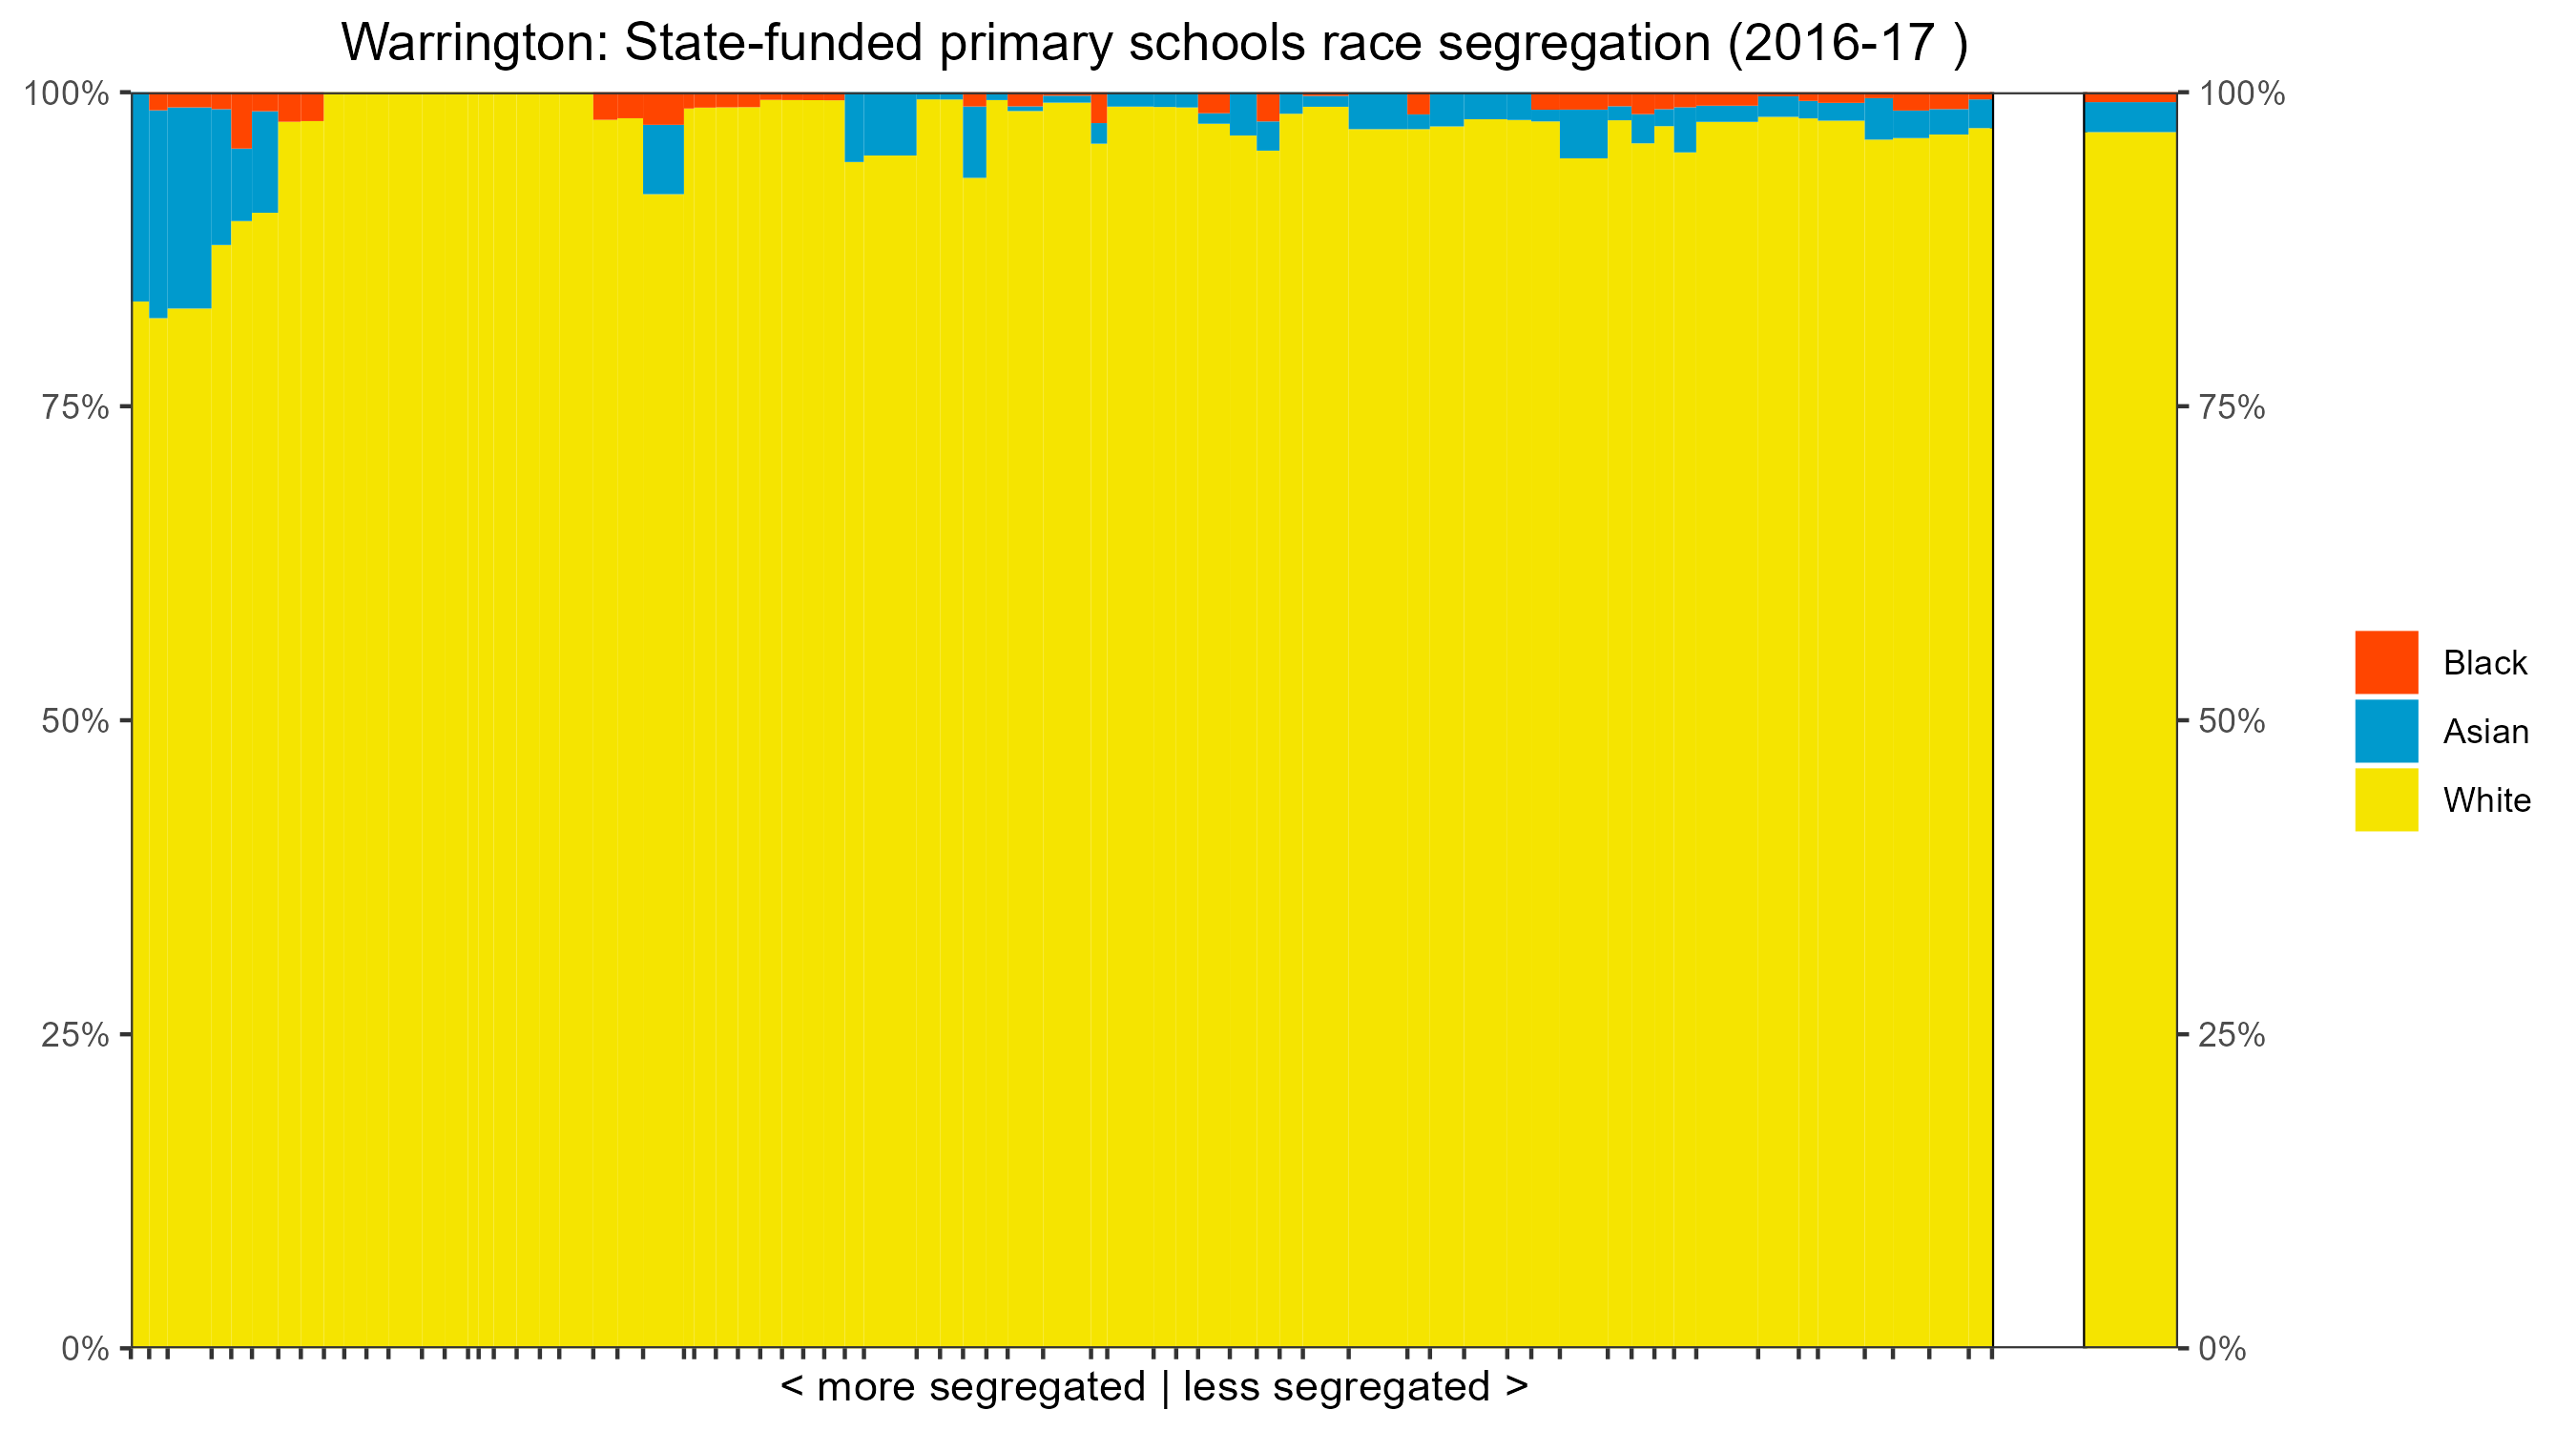 Warrington: State-funded primary schools race segregation (2016-17 )
100%
75%
50%
25%
0%
100%
75%
50%
25%
0%
Black
Asian
White
< more segregated | less segregated >